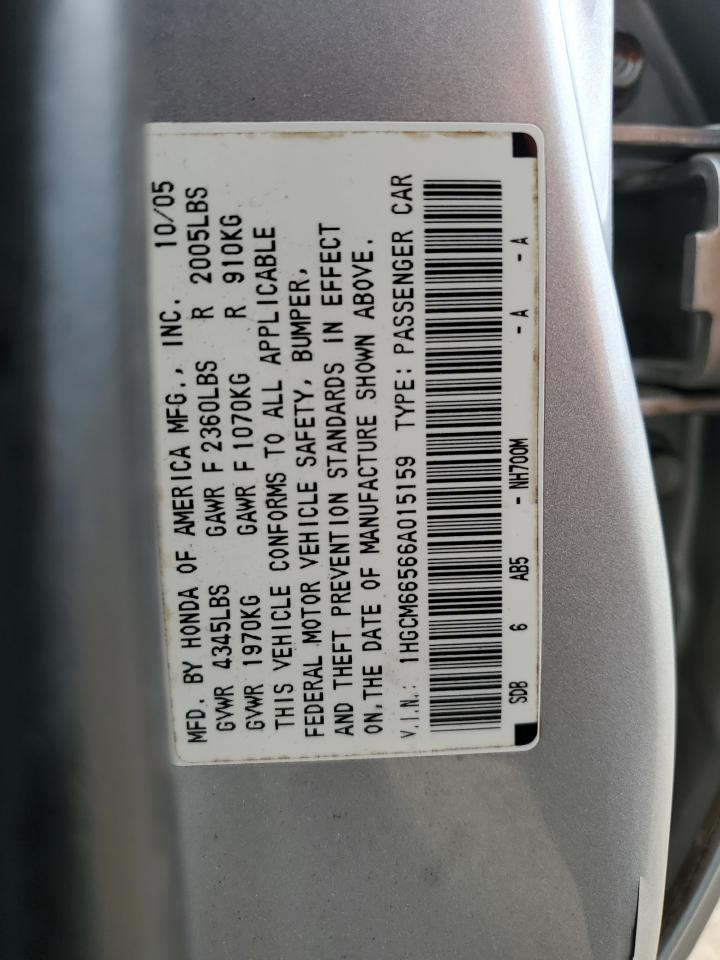 MFD. BY HONDA OF AMERICA MFG., INC. 10/05
GVWR 4345LBS GAWR F 2360LBS R 2005LBS
GVWR 1970KG GAWR F 1070KG R 910KG
THIS VEHICLE CONFORMS TO ALL APPLICABLE
FEDERAL MOTOR VEHICLE SAFETY, BUMPER,
AND THEFT PREVENTION STANDARDS IN EFFECT
ON THE DATE OF MANUFACTURE SHOWN ABOVE.
V.I.N.: 1HGCM66566A015159 TYPE: PASSENGER CAR
SDB 6 AB5 - NH700M - A - A